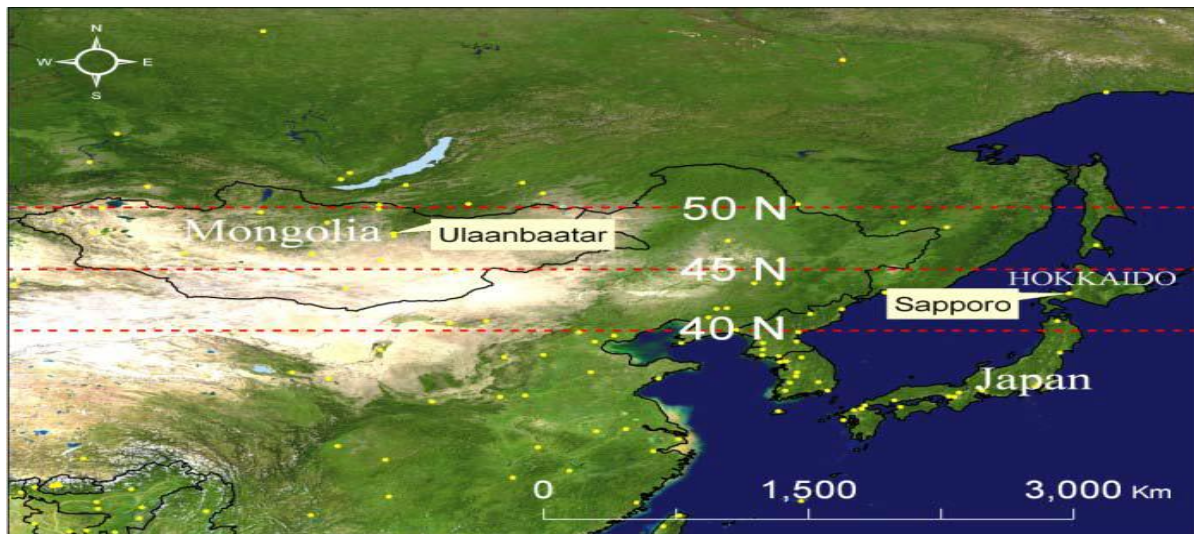 N
W E
S
50 N
Mongolia
Ulaanbaatar
45 N
HOKKAIDO
Sapporo
40 N
Japan
0 1,500 3,000 Km